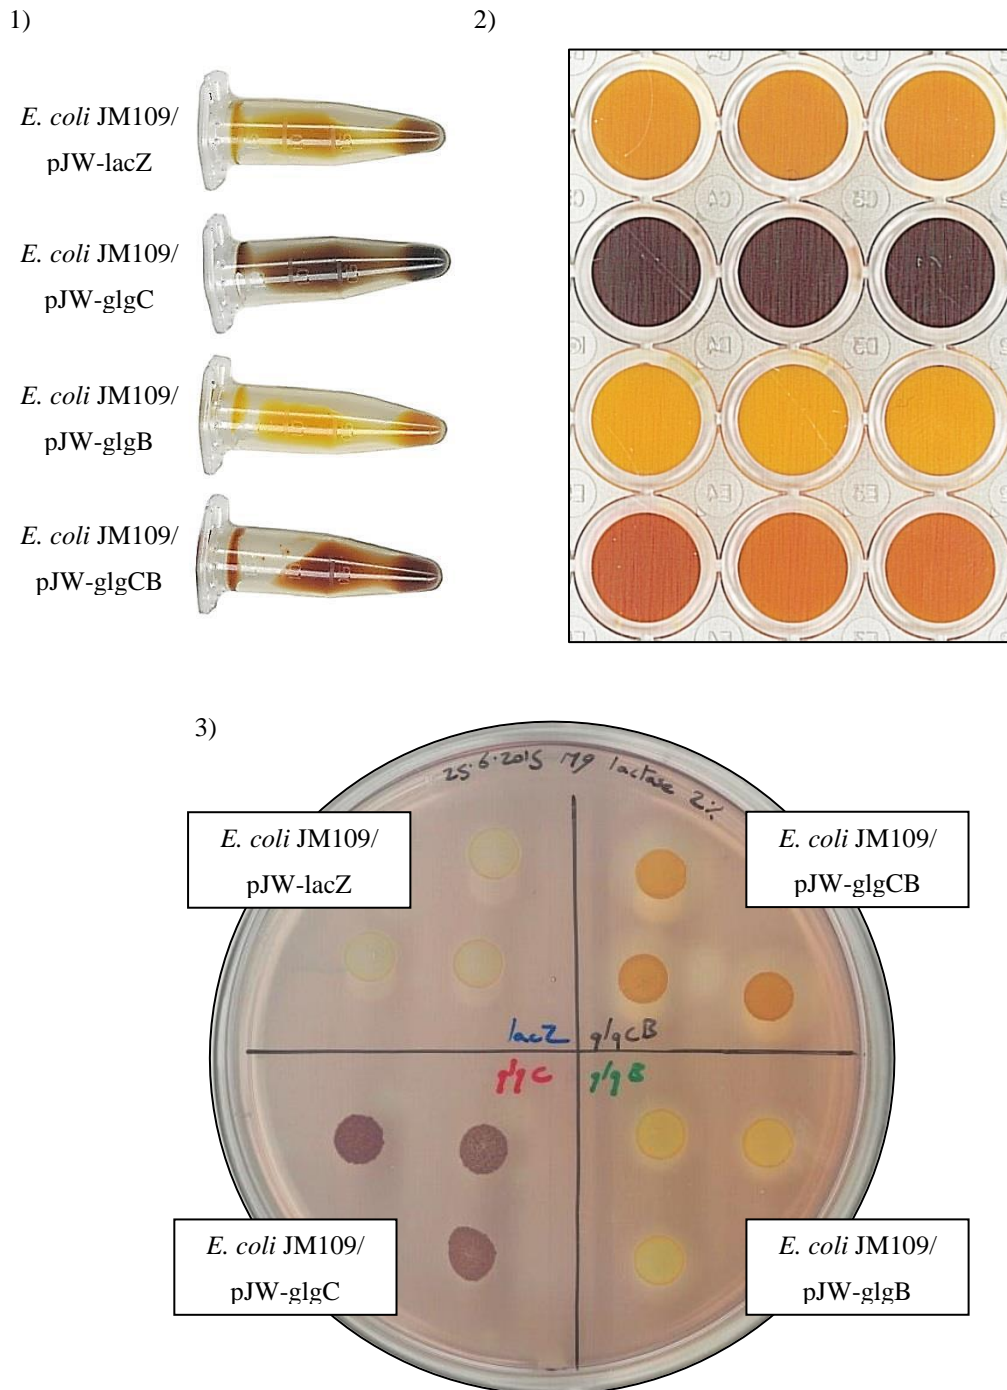 1)
2)
E. coli JM109/
pJW-lacZ
E. coli JM109/
pJW-glgC
E. coli JM109/
pJW-glgB
E. coli JM109/
pJW-glgCB
3)
25.6.2015 M9 lactose 2%
E. coli JM109/
pJW-lacZ
E. coli JM109/
pJW-glgCB
lacZ glgCB
glgC glgB
E. coli JM109/
pJW-glgC
E. coli JM109/
pJW-glgB